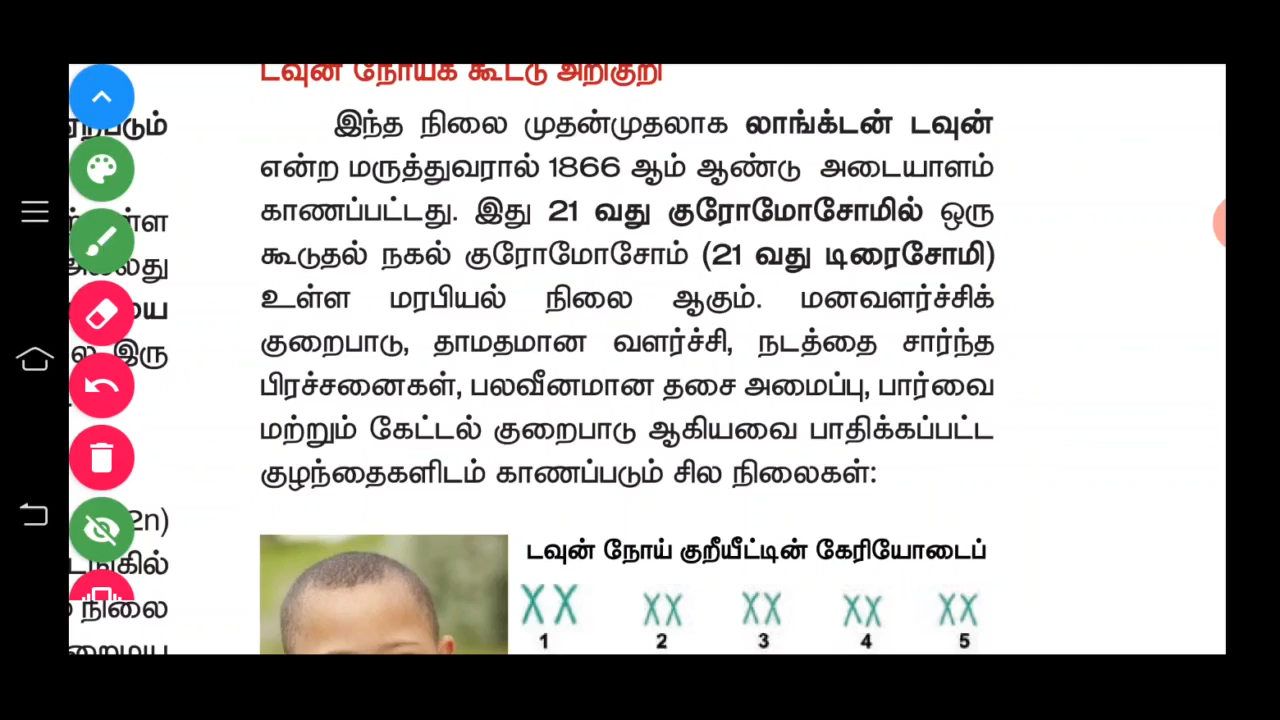 டவுன் நோய்க் கூட்டு அறிகுறி
இந்த நிலை முதன்முதலாக லாங்க்டன் டவுன்
என்ற மருத்துவரால் 1866 ஆம் ஆண்டு அடையாளம்
காணப்பட்டது. இது 21 வது குரோமோசோமில் ஒரு
கூடுதல் நகல் குரோமோசோம் (21 வது டிரைசோமி)
உள்ள மரபியல் நிலை ஆகும். மனவளர்ச்சிக்
குறைபாடு, தாமதமான வளர்ச்சி, நடத்தை சார்ந்த
பிரச்சனைகள், பலவீனமான தசை அமைப்பு, பார்வை
மற்றும் கேட்டல் குறைபாடு ஆகியவை பாதிக்கப்பட்ட
குழந்தைகளிடம் காணப்படும் சில நிலைகள்:
டவுன் நோய் குறியீட்டின் கேரியோடைப்
1 2 3 4 5
இரு
2n)
நிலை